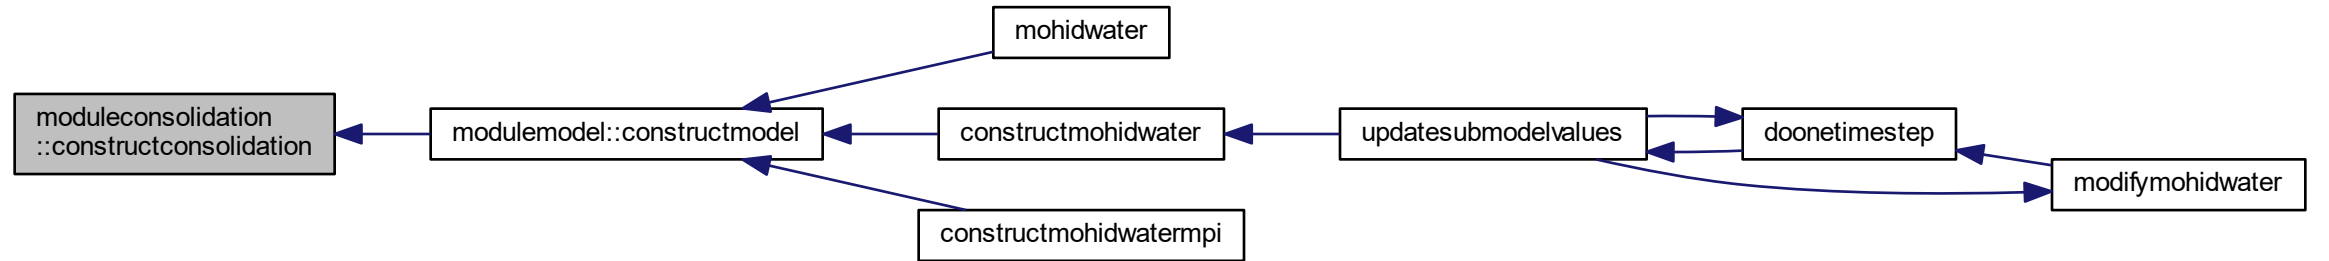 mohidwater
moduleconsolidation
::constructconsolidation
modulemodel::constructmodel
constructmohidwater
updatesubmodelvalues
doonetimestep
modifymohidwater
constructmohidwatermpi